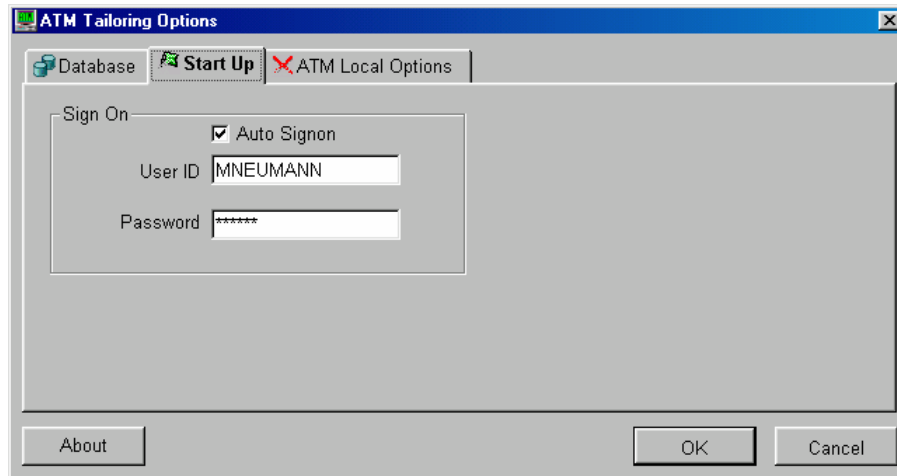 ATM Tailoring Options
Database
Start Up
ATM Local Options
Sign On
Auto Signon
User ID MNEUMANN
Password ******
About
OK
Cancel